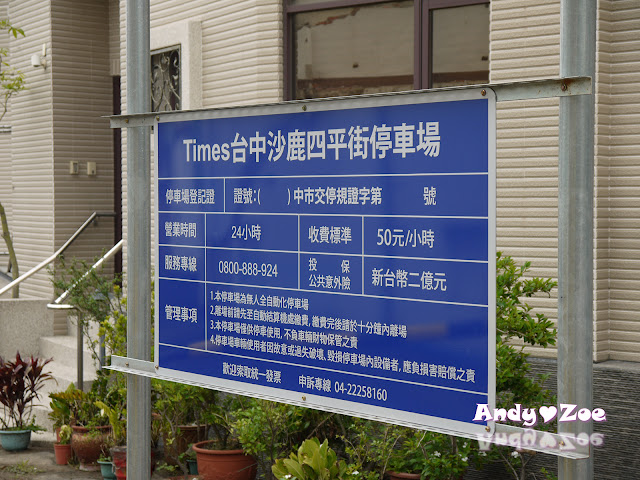 Times台中沙鹿四平街停車場
停車場登記證 證號:( ) 中市交停規證字第 號
營業時間 24小時 收費標準 50元/小時
服務專線 0800-888-924 投保公共意外險 新台幣二億元
管理事項
1.本停車場為無人全自動化停車場
2.離場前請先至自動結算機處繳費, 繳費完後請於十分鐘內離場
3.本停車場僅供停車使用, 不負車輛財物保管之責
4.停車場車輛使用者因故意或過失破壞、毀損停車場內設備者, 應負損害賠償之責
歡迎索取統一發票 申訴專線 04-22258160
Andy♥Zoe